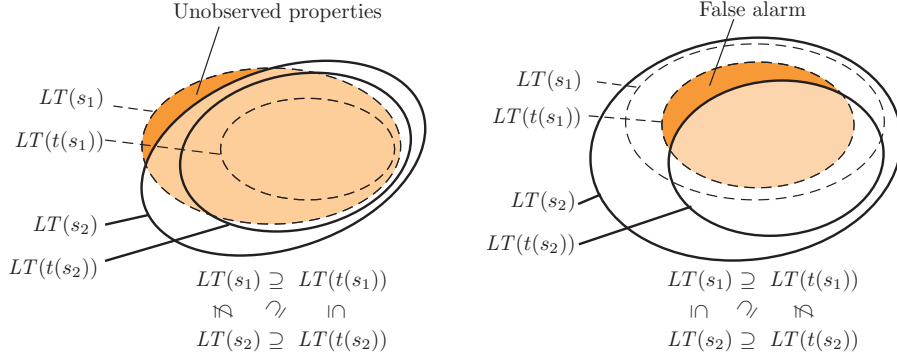 Unobserved properties
LT(s₁)
LT(t(s₁))
LT(s₂)
LT(t(s₂))
LT(s₁) ⊇ LT(t(s₁))
⊈ ⊇ ⊆
LT(s₂) ⊇ LT(t(s₂))
False alarm
LT(s₁)
LT(t(s₁))
LT(s₂)
LT(t(s₂))
LT(s₁) ⊇ LT(t(s₁))
⊆ ⊇ ⊈
LT(s₂) ⊇ LT(t(s₂))